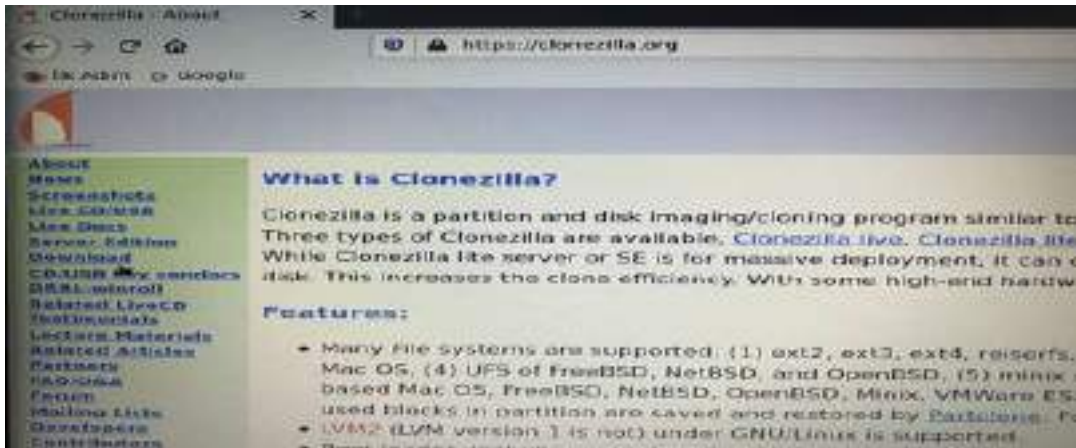 Clonezilla - About
https://clonezilla.org
Google
About
News
Screenshots
Live CD/USB
Live Docs
Server Edition
Download
CD/USB by vendors
DRBL-winroll
Related LiveCD
Testimonials
Lecture Materials
Related Articles
Partners
FAQ/Q&A
Forum
Mailing Lists
Developers
Contributors
What is Clonezilla?
Clonezilla is a partition and disk imaging/cloning program similar to
Three types of Clonezilla are available, Clonezilla live, Clonezilla lite
While Clonezilla lite server or SE is for massive deployment, it can
disk. This increases the clone efficiency. With some high-end hardw
Features:
• Many File systems are supported: (1) ext2, ext3, ext4, reiserfs,
Mac OS, (4) UFS of FreeBSD, NetBSD, and OpenBSD, (5) minix
based Mac OS, FreeBSD, NetBSD, OpenBSD, Minix, VMWare ES
used blocks in partition are saved and restored by Partclone.
• LVM2 (LVM version 1 is not) under GNU/Linux is supported.